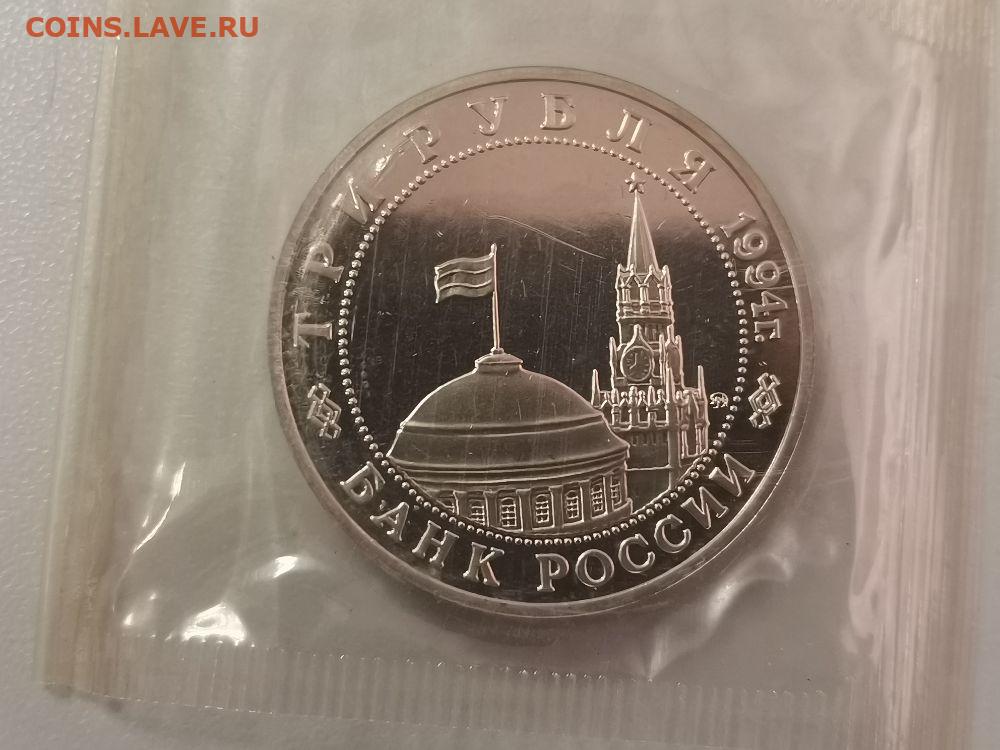 COINS.LAVE.RU
ТРИ РУБЛЯ 1994г.
БАНК РОССИИ